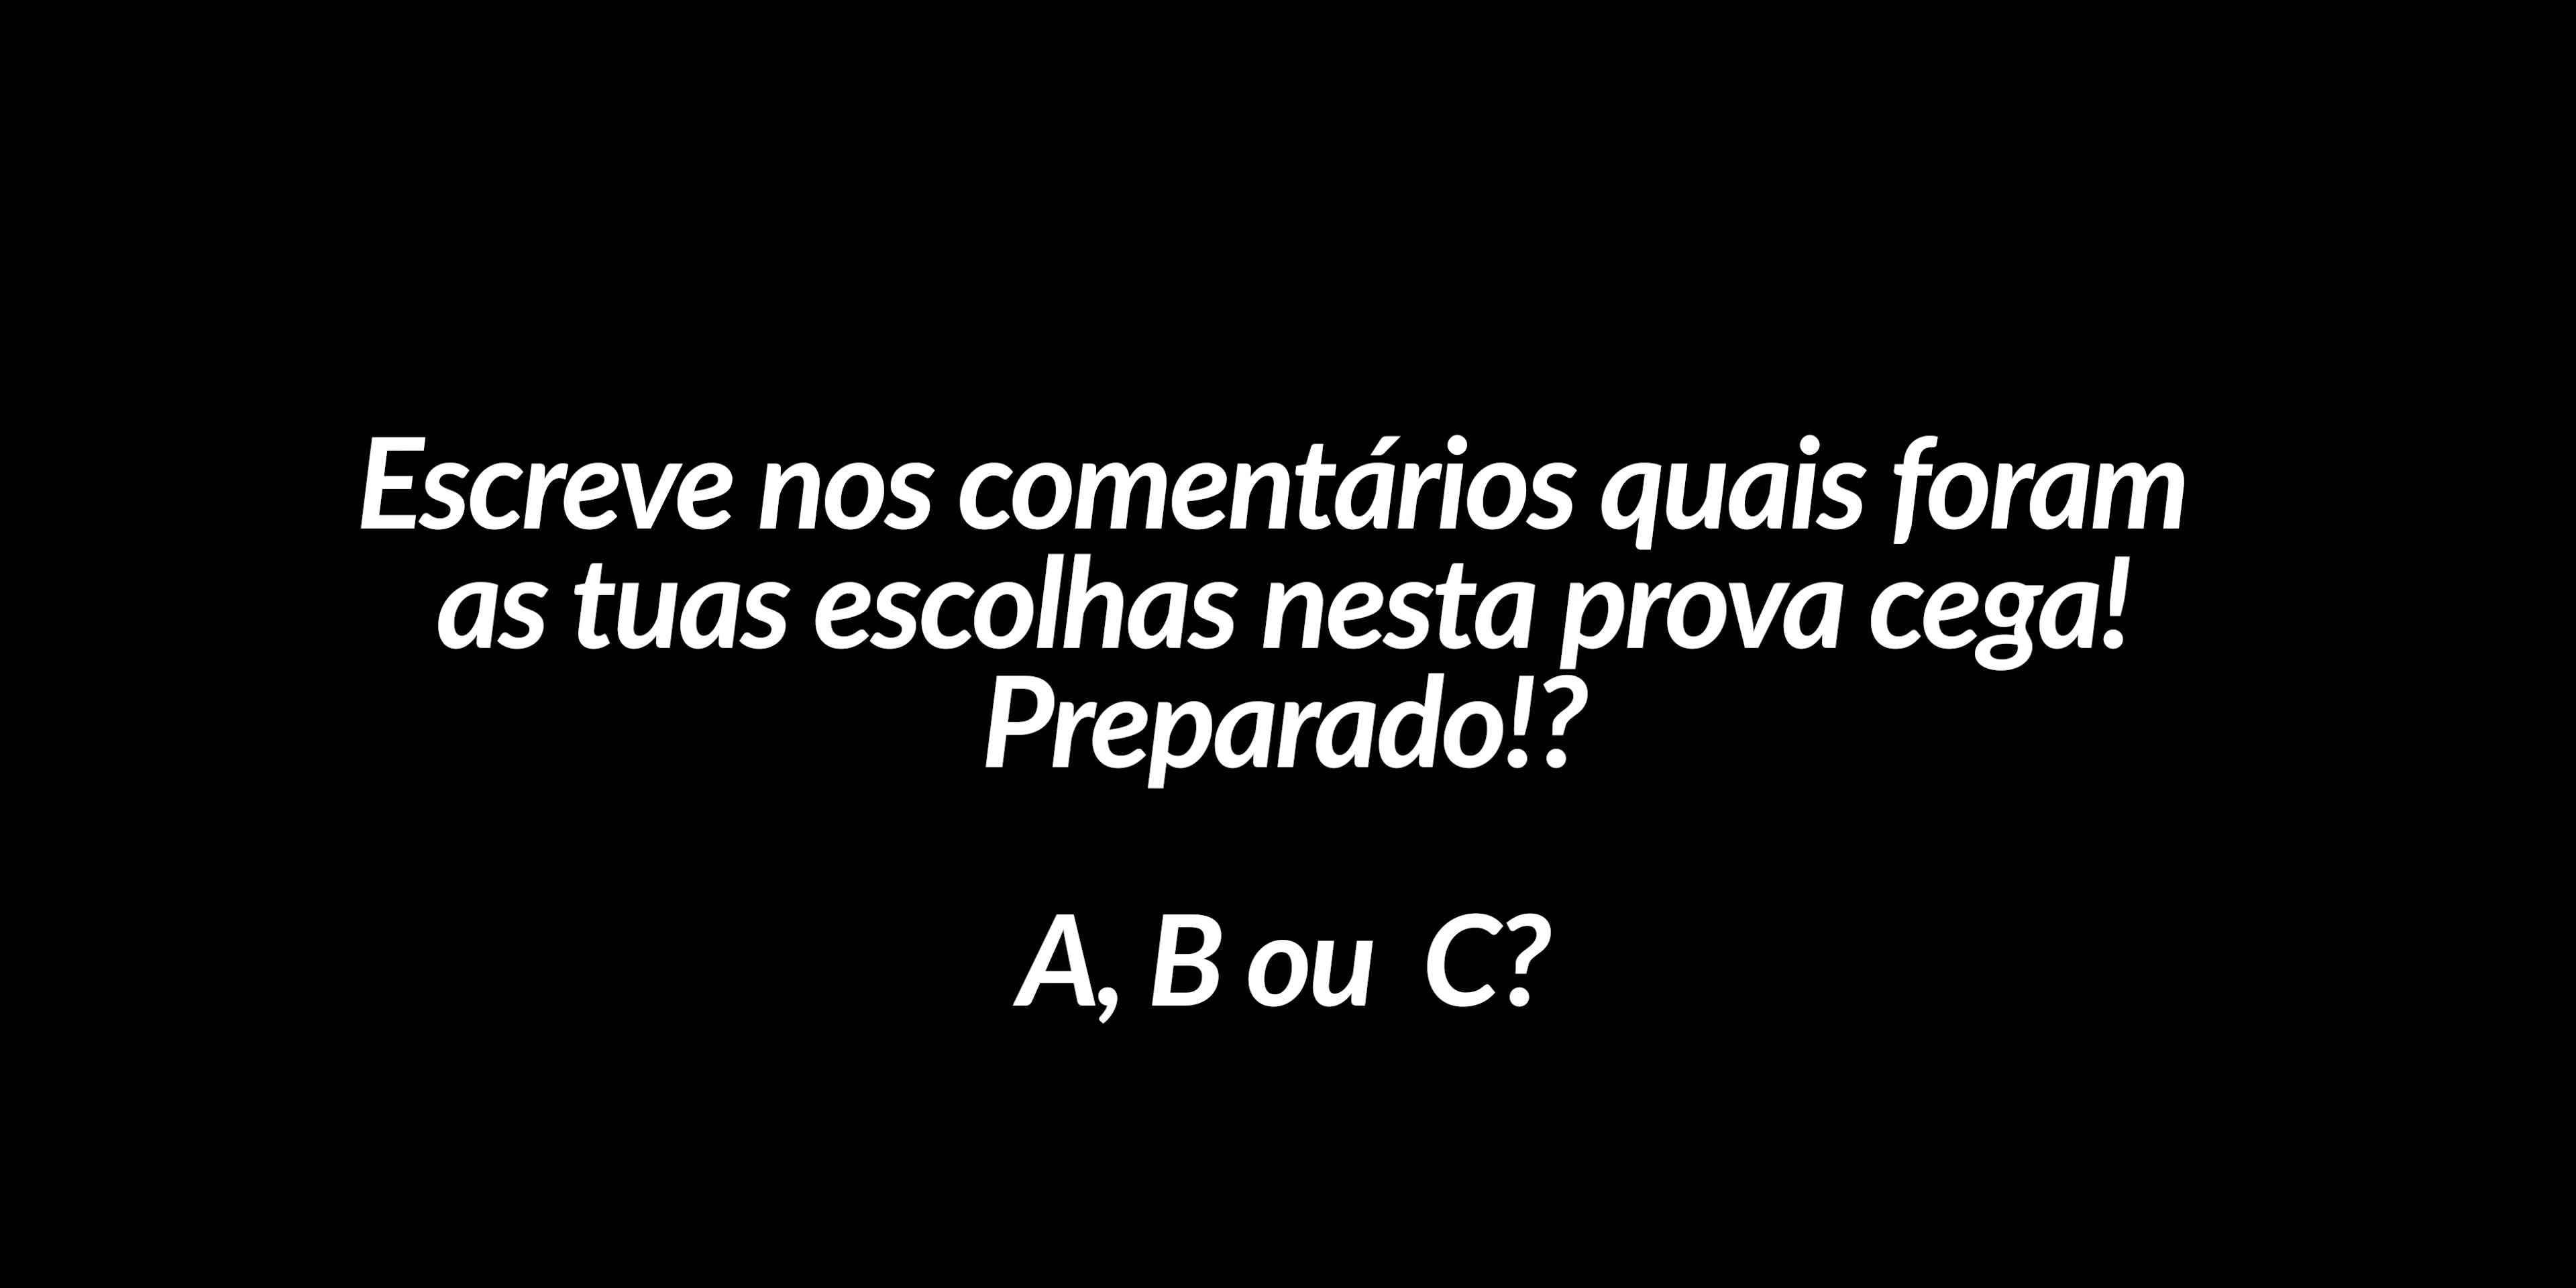 Escreve nos comentários quais foram
as tuas escolhas nesta prova cega!
Preparado!?
A, B ou  C?